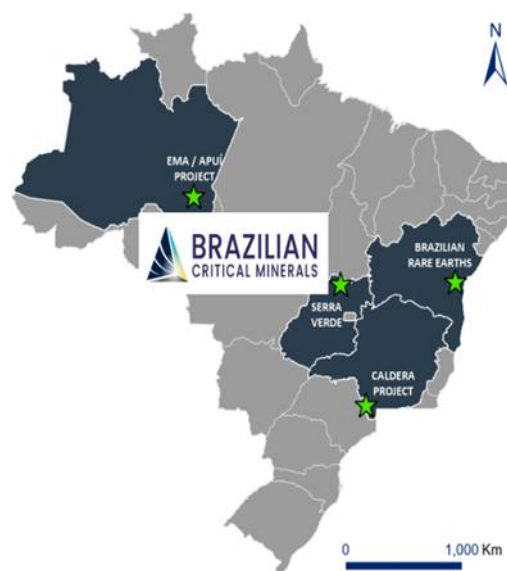 N
EMA / APUÍ
PROJECT
BRAZILIAN
CRITICAL MINERALS
BRAZILIAN
RARE EARTHS
SERRA
VERDE
CALDERA
PROJECT
0
1,000 Km